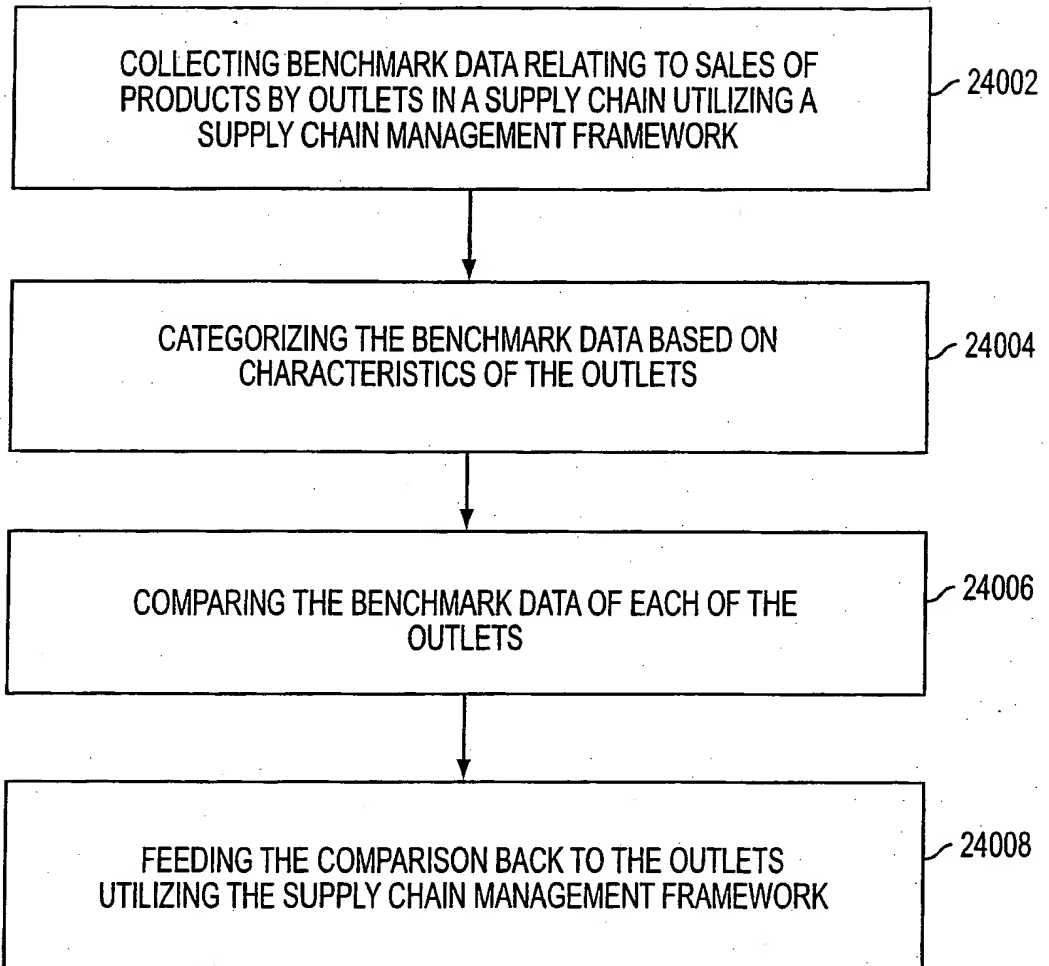 COLLECTING BENCHMARK DATA RELATING TO SALES OF
PRODUCTS BY OUTLETS IN A SUPPLY CHAIN UTILIZING A
SUPPLY CHAIN MANAGEMENT FRAMEWORK
24002
CATEGORIZING THE BENCHMARK DATA BASED ON
CHARACTERISTICS OF THE OUTLETS
24004
COMPARING THE BENCHMARK DATA OF EACH OF THE
OUTLETS
24006
FEEDING THE COMPARISON BACK TO THE OUTLETS
UTILIZING THE SUPPLY CHAIN MANAGEMENT FRAMEWORK
24008